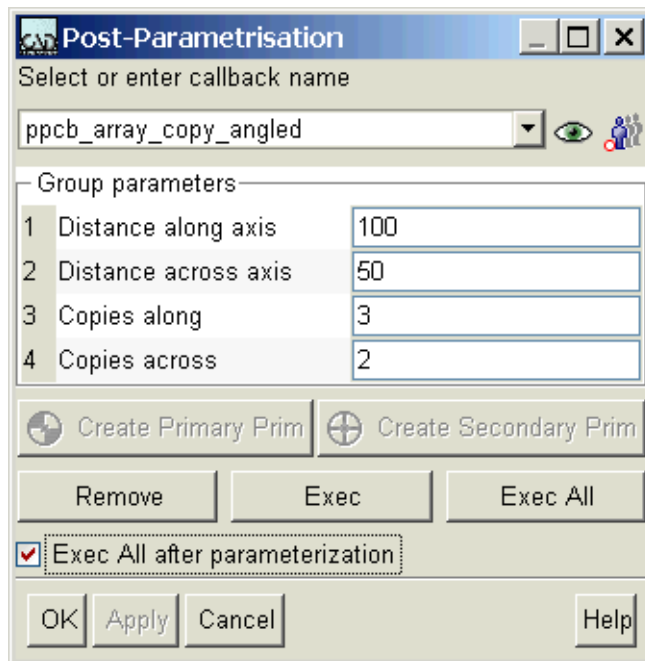 CAD Post-Parametrisation
Select or enter callback name
ppcb_array_copy_angled
Group parameters
1 Distance along axis 100
2 Distance across axis 50
3 Copies along 3
4 Copies across 2
Create Primary Prim Create Secondary Prim
Remove Exec Exec All
Exec All after parameterization
OK Apply Cancel Help